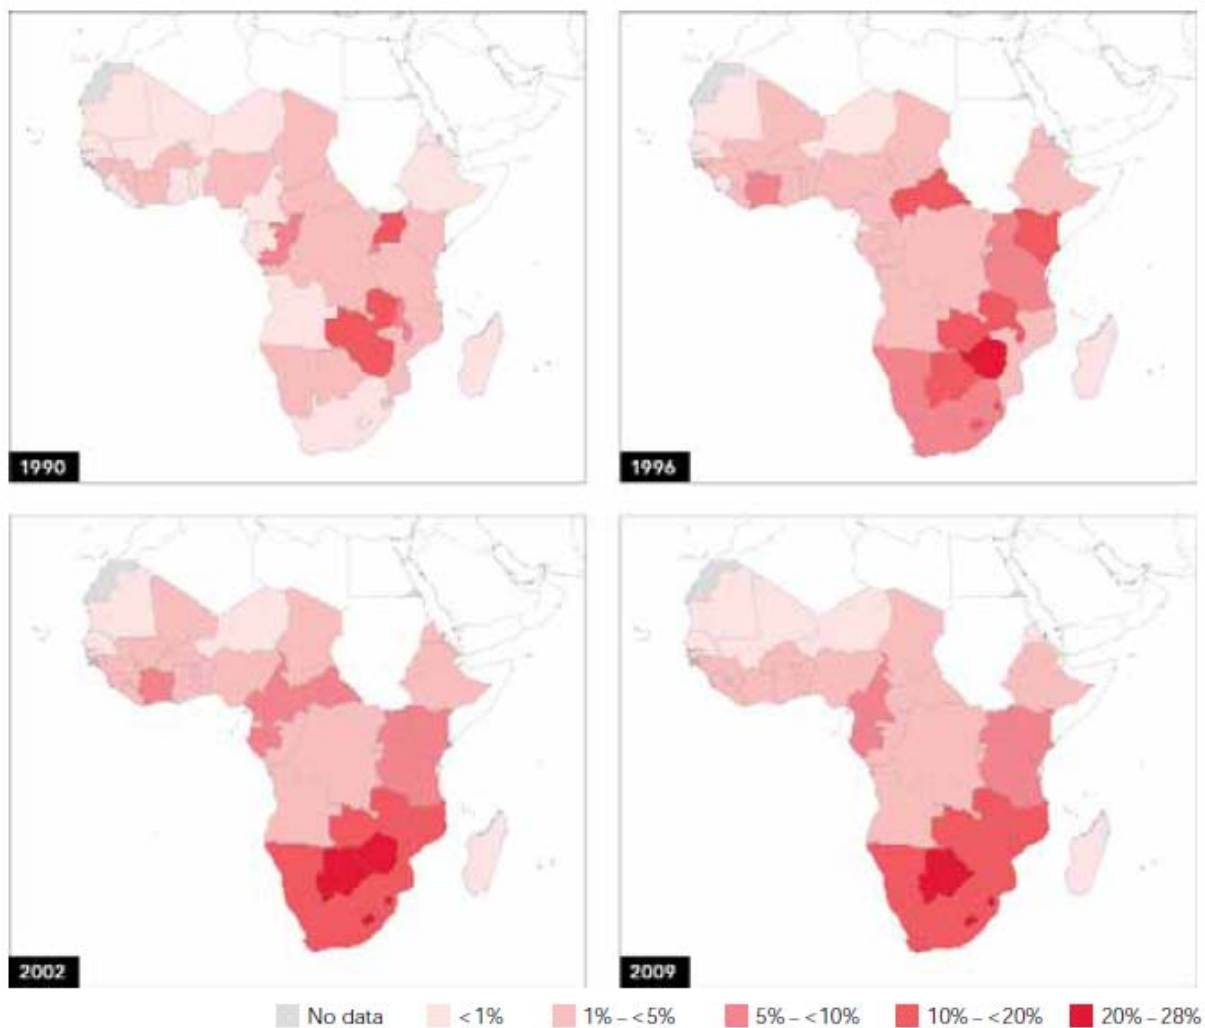 1990
1996
2002
2009
No data
<1%
1% – <5%
5% – <10%
10% – <20%
20% – 28%